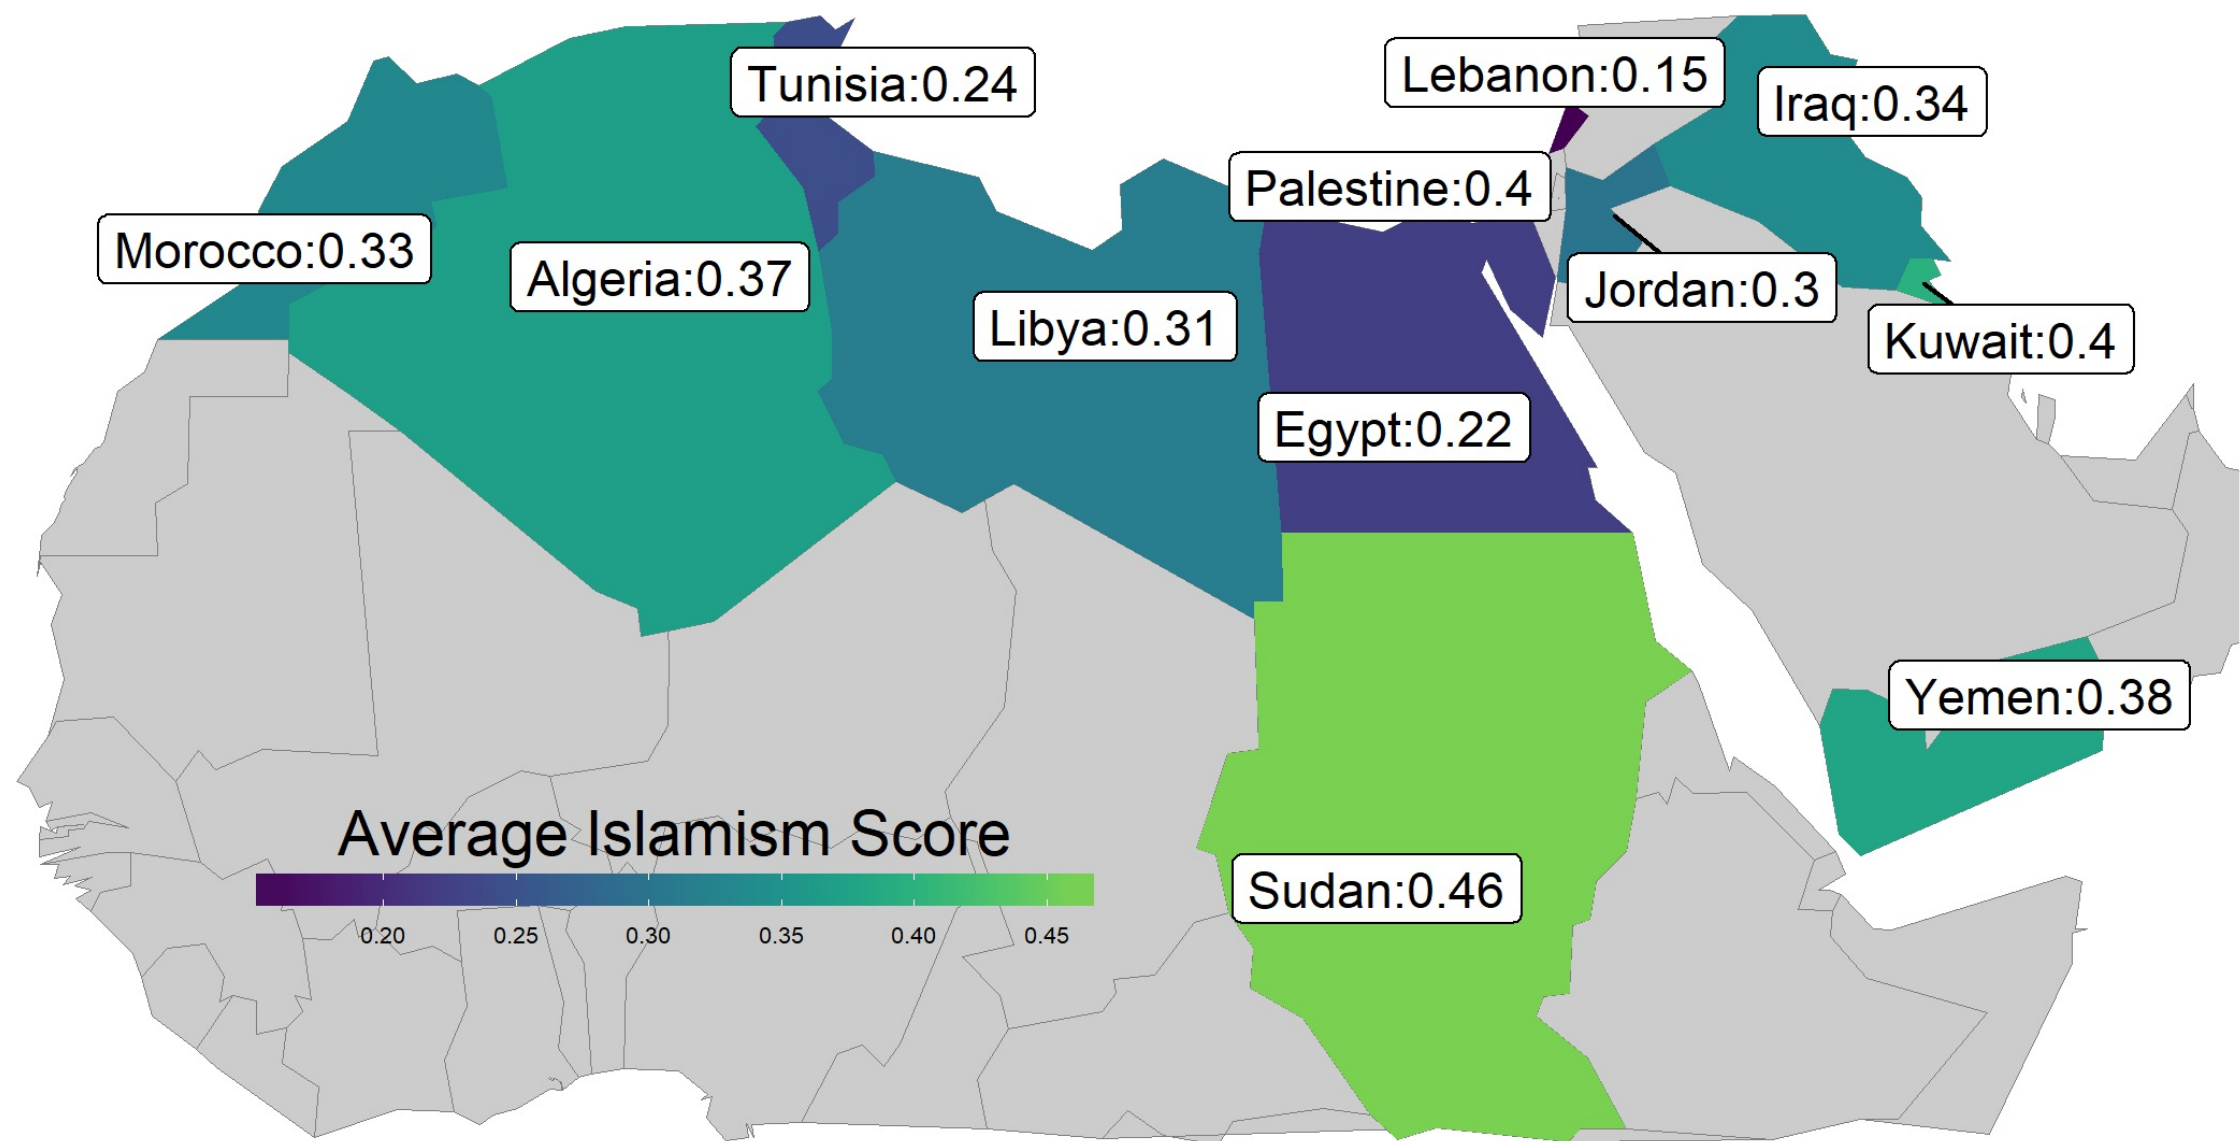 Tunisia:0.24
Lebanon:0.15
Iraq:0.34
Palestine:0.4
Morocco:0.33
Algeria:0.37
Libya:0.31
Jordan:0.3
Kuwait:0.4
Egypt:0.22
Yemen:0.38
Average Islamism Score
Sudan:0.46
0.20 0.25 0.30 0.35 0.40 0.45